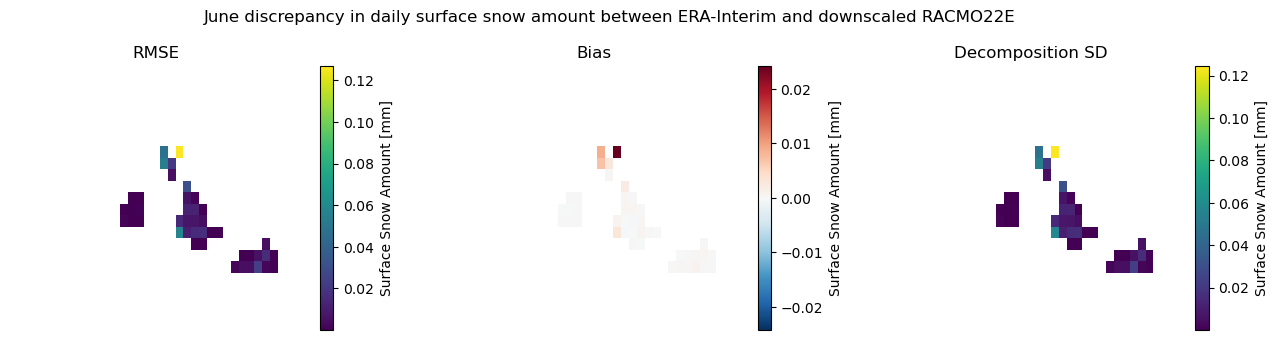 June discrepancy in daily surface snow amount between ERA-Interim and downscaled RACMO22E
RMSE
0.12
0.10
0.08
0.06
0.04
0.02
Surface Snow Amount [mm]
Bias
0.02
0.01
0.00
−0.01
−0.02
Surface Snow Amount [mm]
Decomposition SD
0.12
0.10
0.08
0.06
0.04
0.02
Surface Snow Amount [mm]